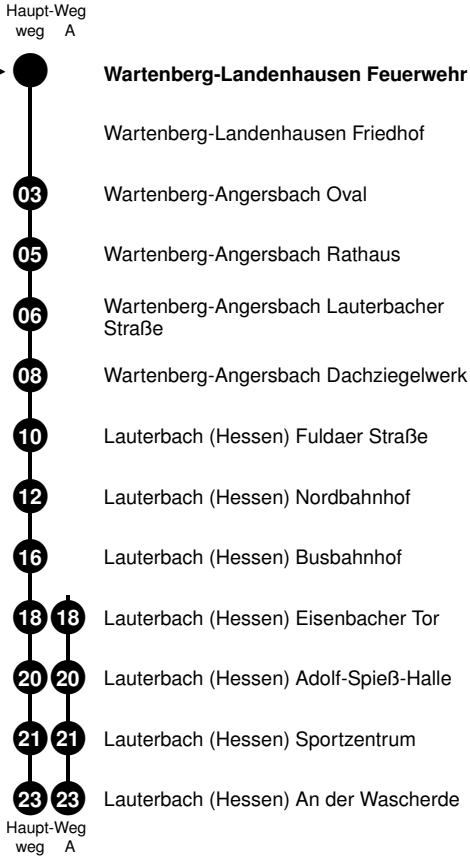 Haupt-Weg
weg A
Wartenberg-Landenhausen Feuerwehr
Wartenberg-Landenhausen Friedhof
03 Wartenberg-Angersbach Oval
05 Wartenberg-Angersbach Rathaus
06 Wartenberg-Angersbach Lauterbacher
Straße
08 Wartenberg-Angersbach Dachziegelwerk
10 Lauterbach (Hessen) Fuldaer Straße
12 Lauterbach (Hessen) Nordbahnhof
16 Lauterbach (Hessen) Busbahnhof
18 18 Lauterbach (Hessen) Eisenbacher Tor
20 20 Lauterbach (Hessen) Adolf-Spieß-Halle
21 21 Lauterbach (Hessen) Sportzentrum
23 23 Lauterbach (Hessen) An der Wascherde
Haupt-Weg
weg A